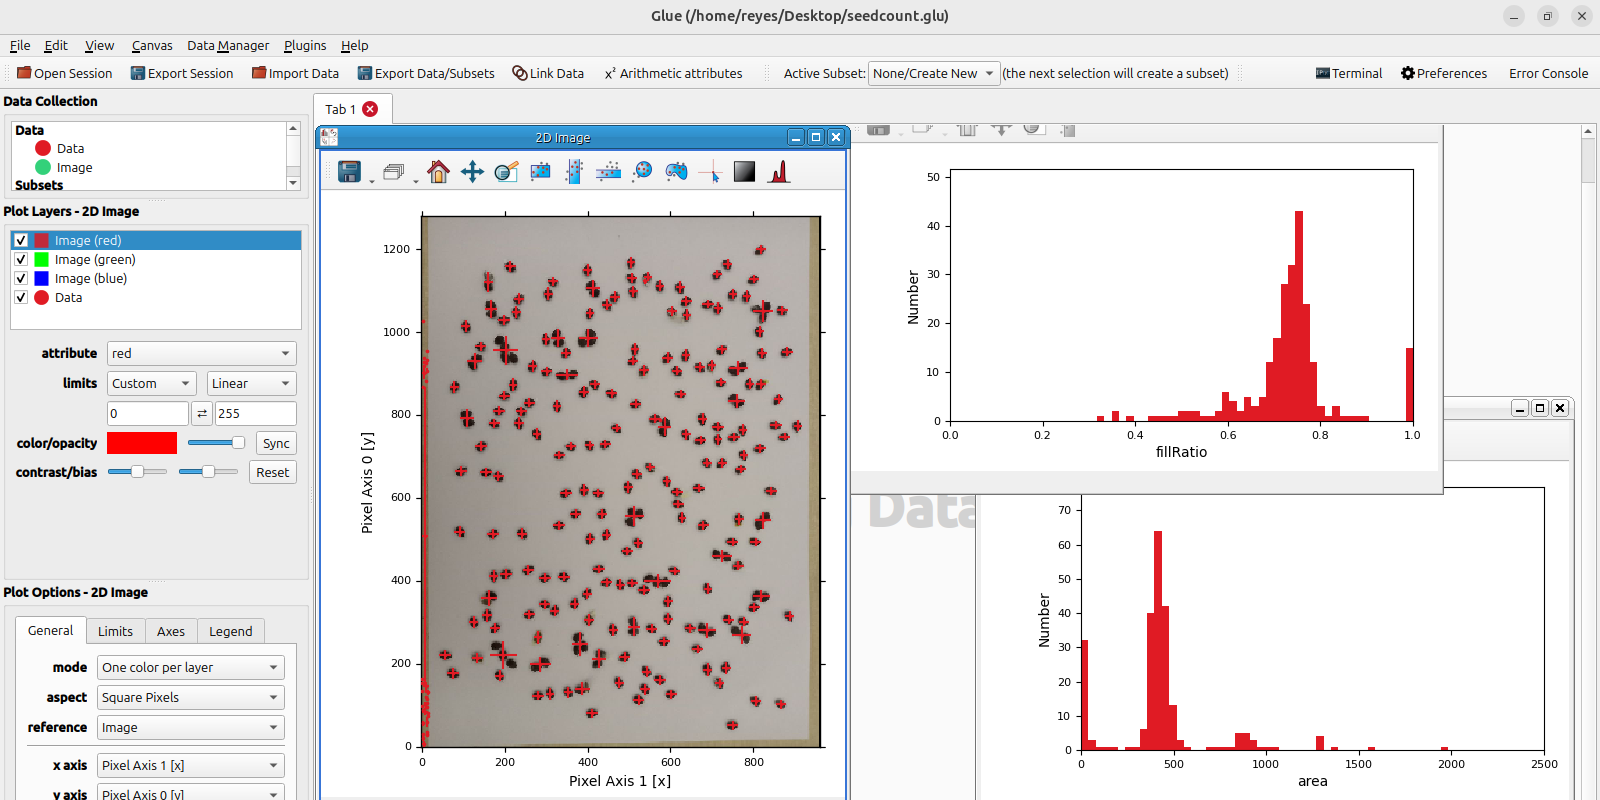 Glue (/home/reyes/Desktop/seedcount.glu)
File Edit View Canvas Data Manager Plugins Help
Open Session Export Session Import Data Export Data/Subsets Link Data x² Arithmetic attributes Active Subset: None/Create New (the next selection will create a subset) Terminal Preferences Error Console
Data Collection
Data
Data
Image
Subsets
Plot Layers - 2D Image
Image (red)
Image (green)
Image (blue)
Data
attribute red
limits Custom Linear
0 255
color/opacity Sync
contrast/bias Reset
Plot Options - 2D Image
General Limits Axes Legend
mode One color per layer
aspect Square Pixels
reference Image
x axis Pixel Axis 1 [x]
y axis Pixel Axis 0 [y]
Tab 1
2D Image
1200
1000
800
600
400
200
0
Pixel Axis 0 [y]
0 200 400 600 800
Pixel Axis 1 [x]
50
40
30
20
10
0
Number
0.0 0.2 0.4 0.6 0.8 1.0
fillRatio
Data
70
60
50
40
30
20
10
0
Number
0 500 1000 1500 2000 2500
area